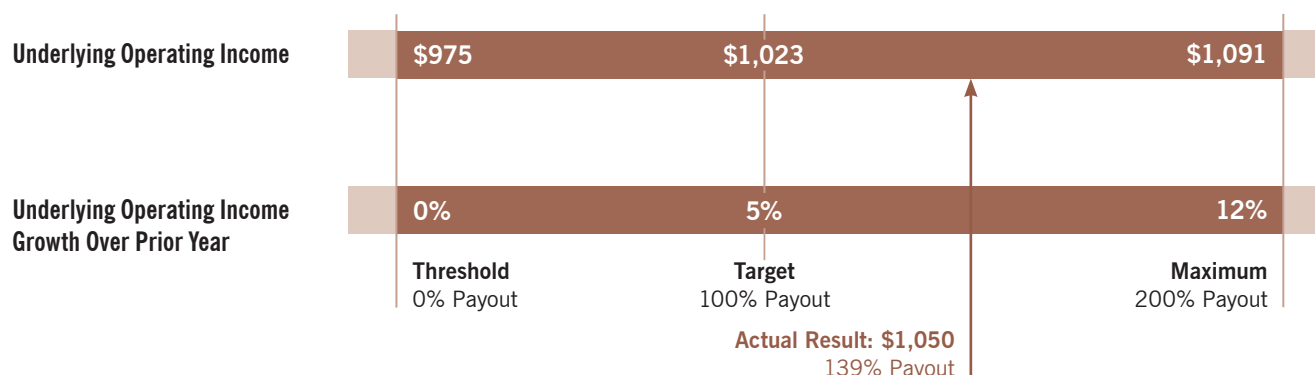 Underlying Operating Income
$975
$1,023
$1,091
Underlying Operating Income
Growth Over Prior Year
0%
5%
12%
Threshold
0% Payout
Target
100% Payout
Maximum
200% Payout
Actual Result: $1,050
139% Payout